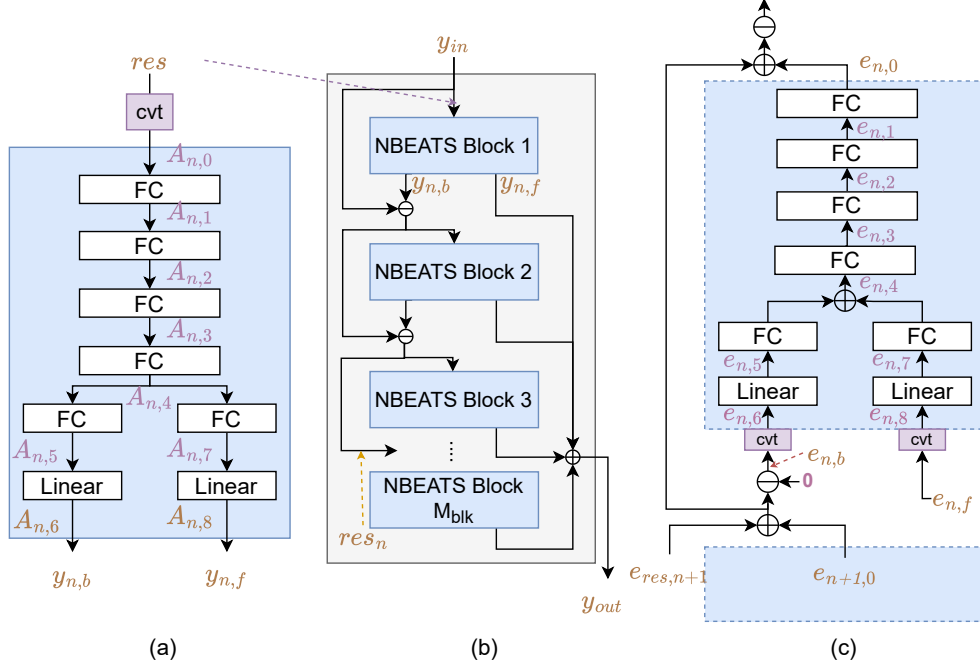 res
cvt
A_{n,0}
FC
A_{n,1}
FC
A_{n,2}
FC
A_{n,3}
FC
A_{n,4}
FC
FC
A_{n,5}
A_{n,7}
Linear
Linear
A_{n,6}
A_{n,8}
y_{n,b}
y_{n,f}
(a)
y_{in}
NBEATS Block 1
y_{n,b}
y_{n,f}
NBEATS Block 2
NBEATS Block 3
NBEATS Block
M_{blk}
res_n
y_{out}
(b)
e_{n,0}
FC
e_{n,1}
FC
e_{n,2}
FC
e_{n,3}
FC
e_{n,4}
FC
FC
e_{n,5}
e_{n,7}
Linear
Linear
e_{n,6}
e_{n,8}
cvt
cvt
e_{n,b}
0
e_{n,f}
e_{res,n+1}
e_{n+1,0}
(c)